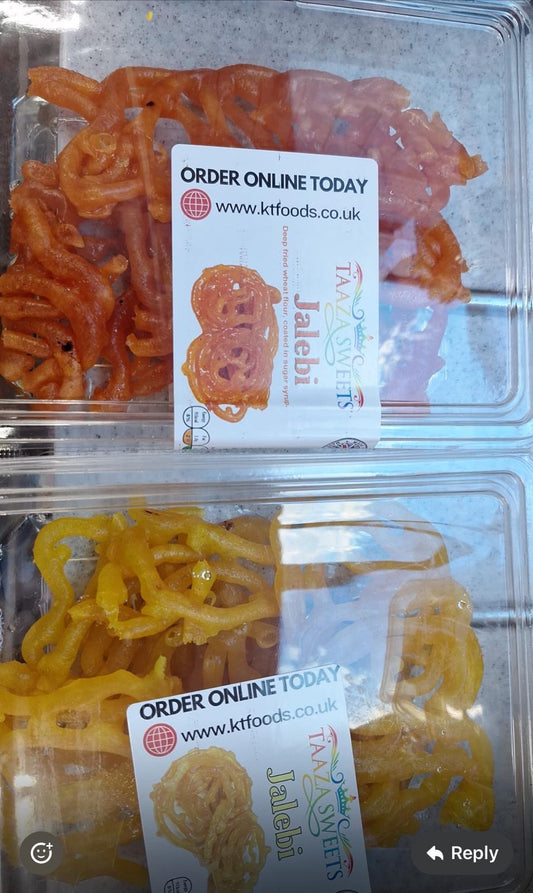 ORDER ONLINE TODAY
www.ktfoods.co.uk
TAAZA SWEETS
Jalebi
Deep fried wheat flour, coated in sugar syrup.
ORDER ONLINE TODAY
www.ktfoods.co.uk
TAAZA SWEETS
Jalebi
Reply